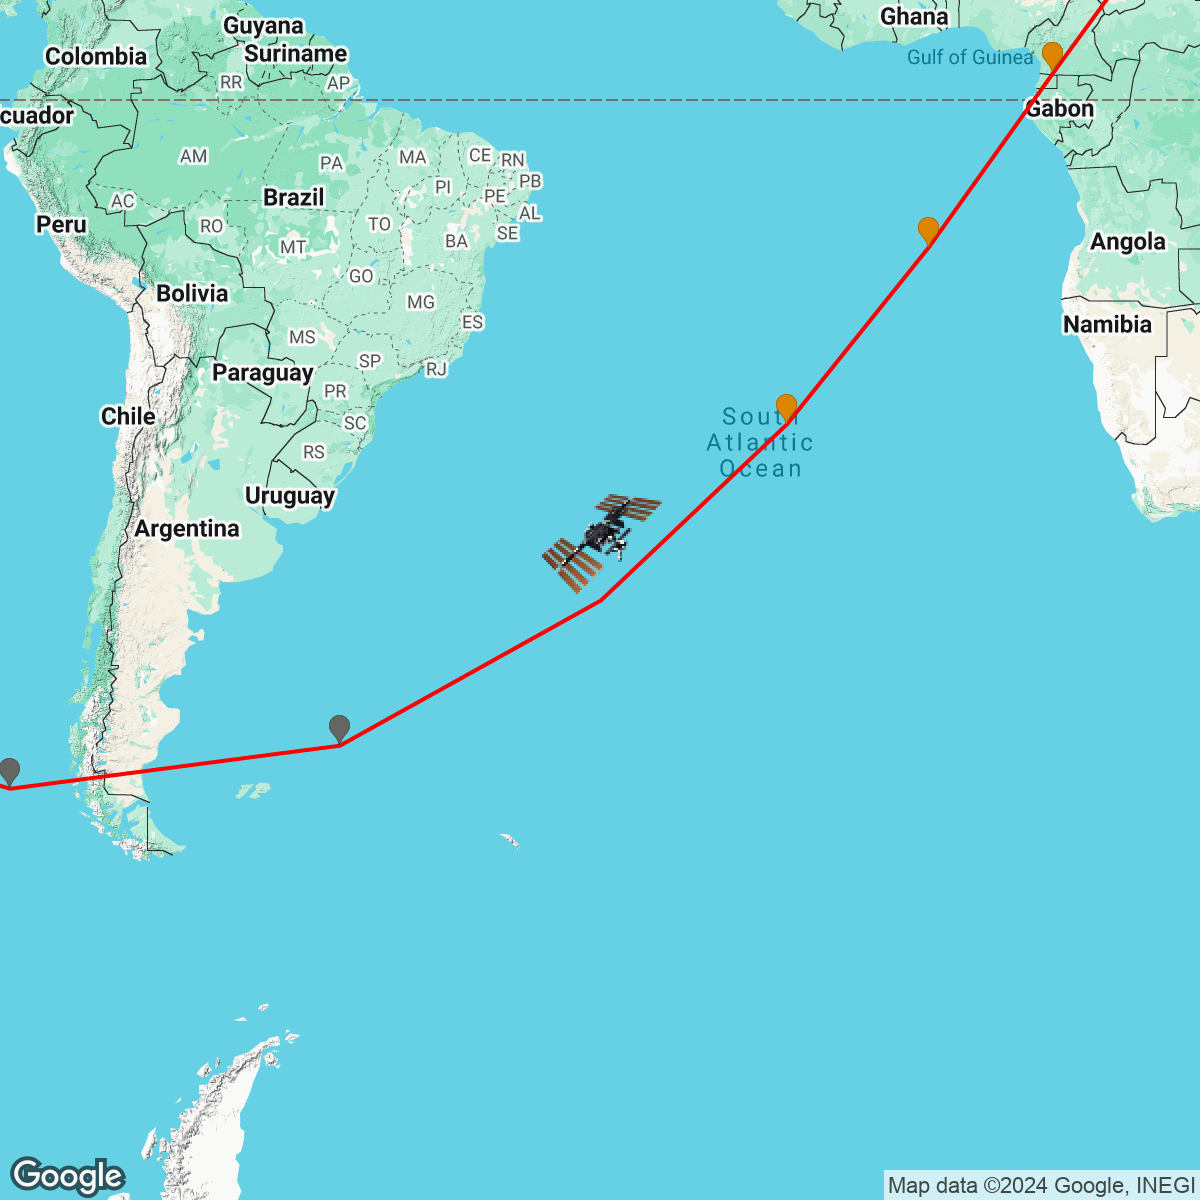 Ghana
Guyana
Colombia
Suriname
Gulf of Guinea
RR
AP
cuador
Gabon
AM
PA
MA
CE
RN
PB
PI
PE
AC
Brazil
AL
Peru
RO
TO
SE
BA
MT
Angola
GO
Bolivia
MG
ES
Namibia
MS
SP
RJ
Paraguay
PR
Chile
SC
South
Atlantic
Ocean
RS
Uruguay
Argentina
Google
Map data ©2024 Google, INEGI